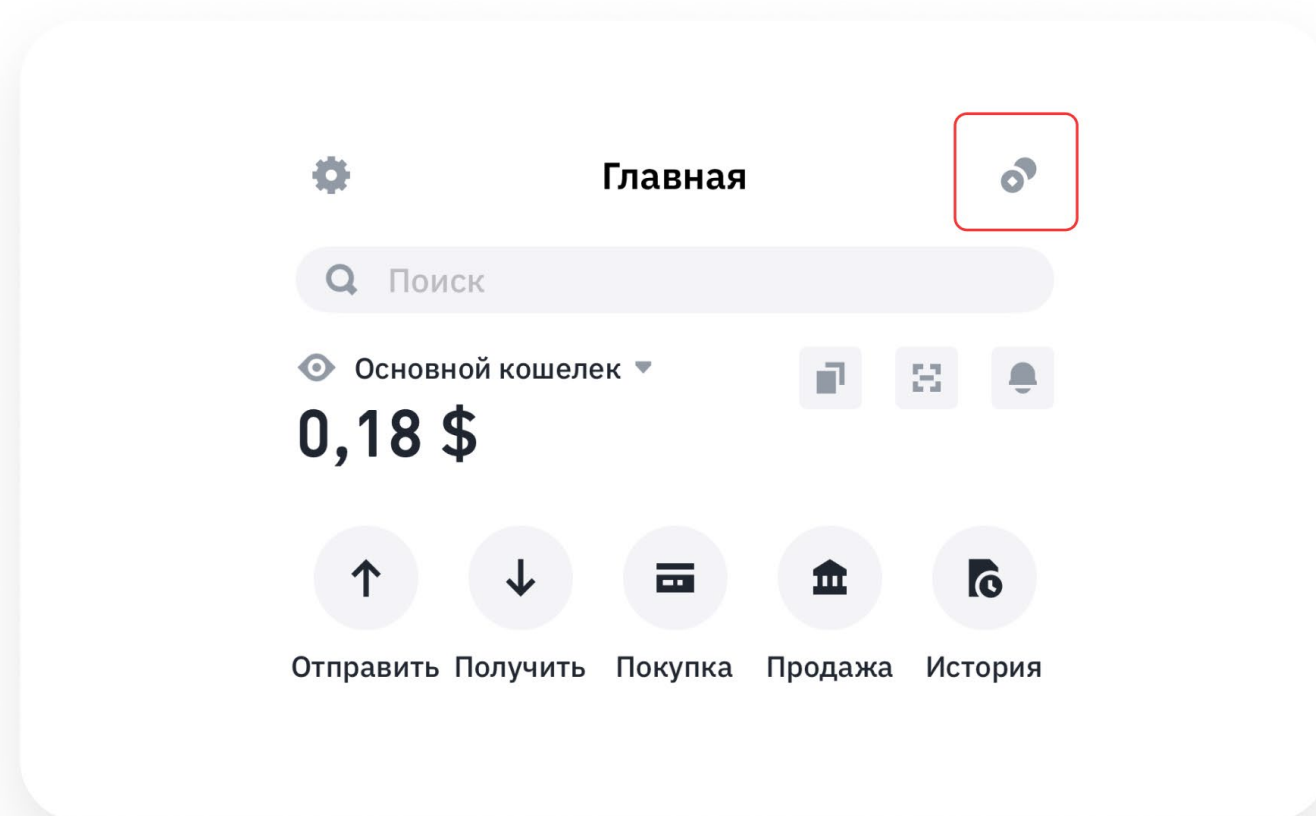 Главная
Поиск
Основной кошелек
0,18 $
Отправить Получить Покупка Продажа История